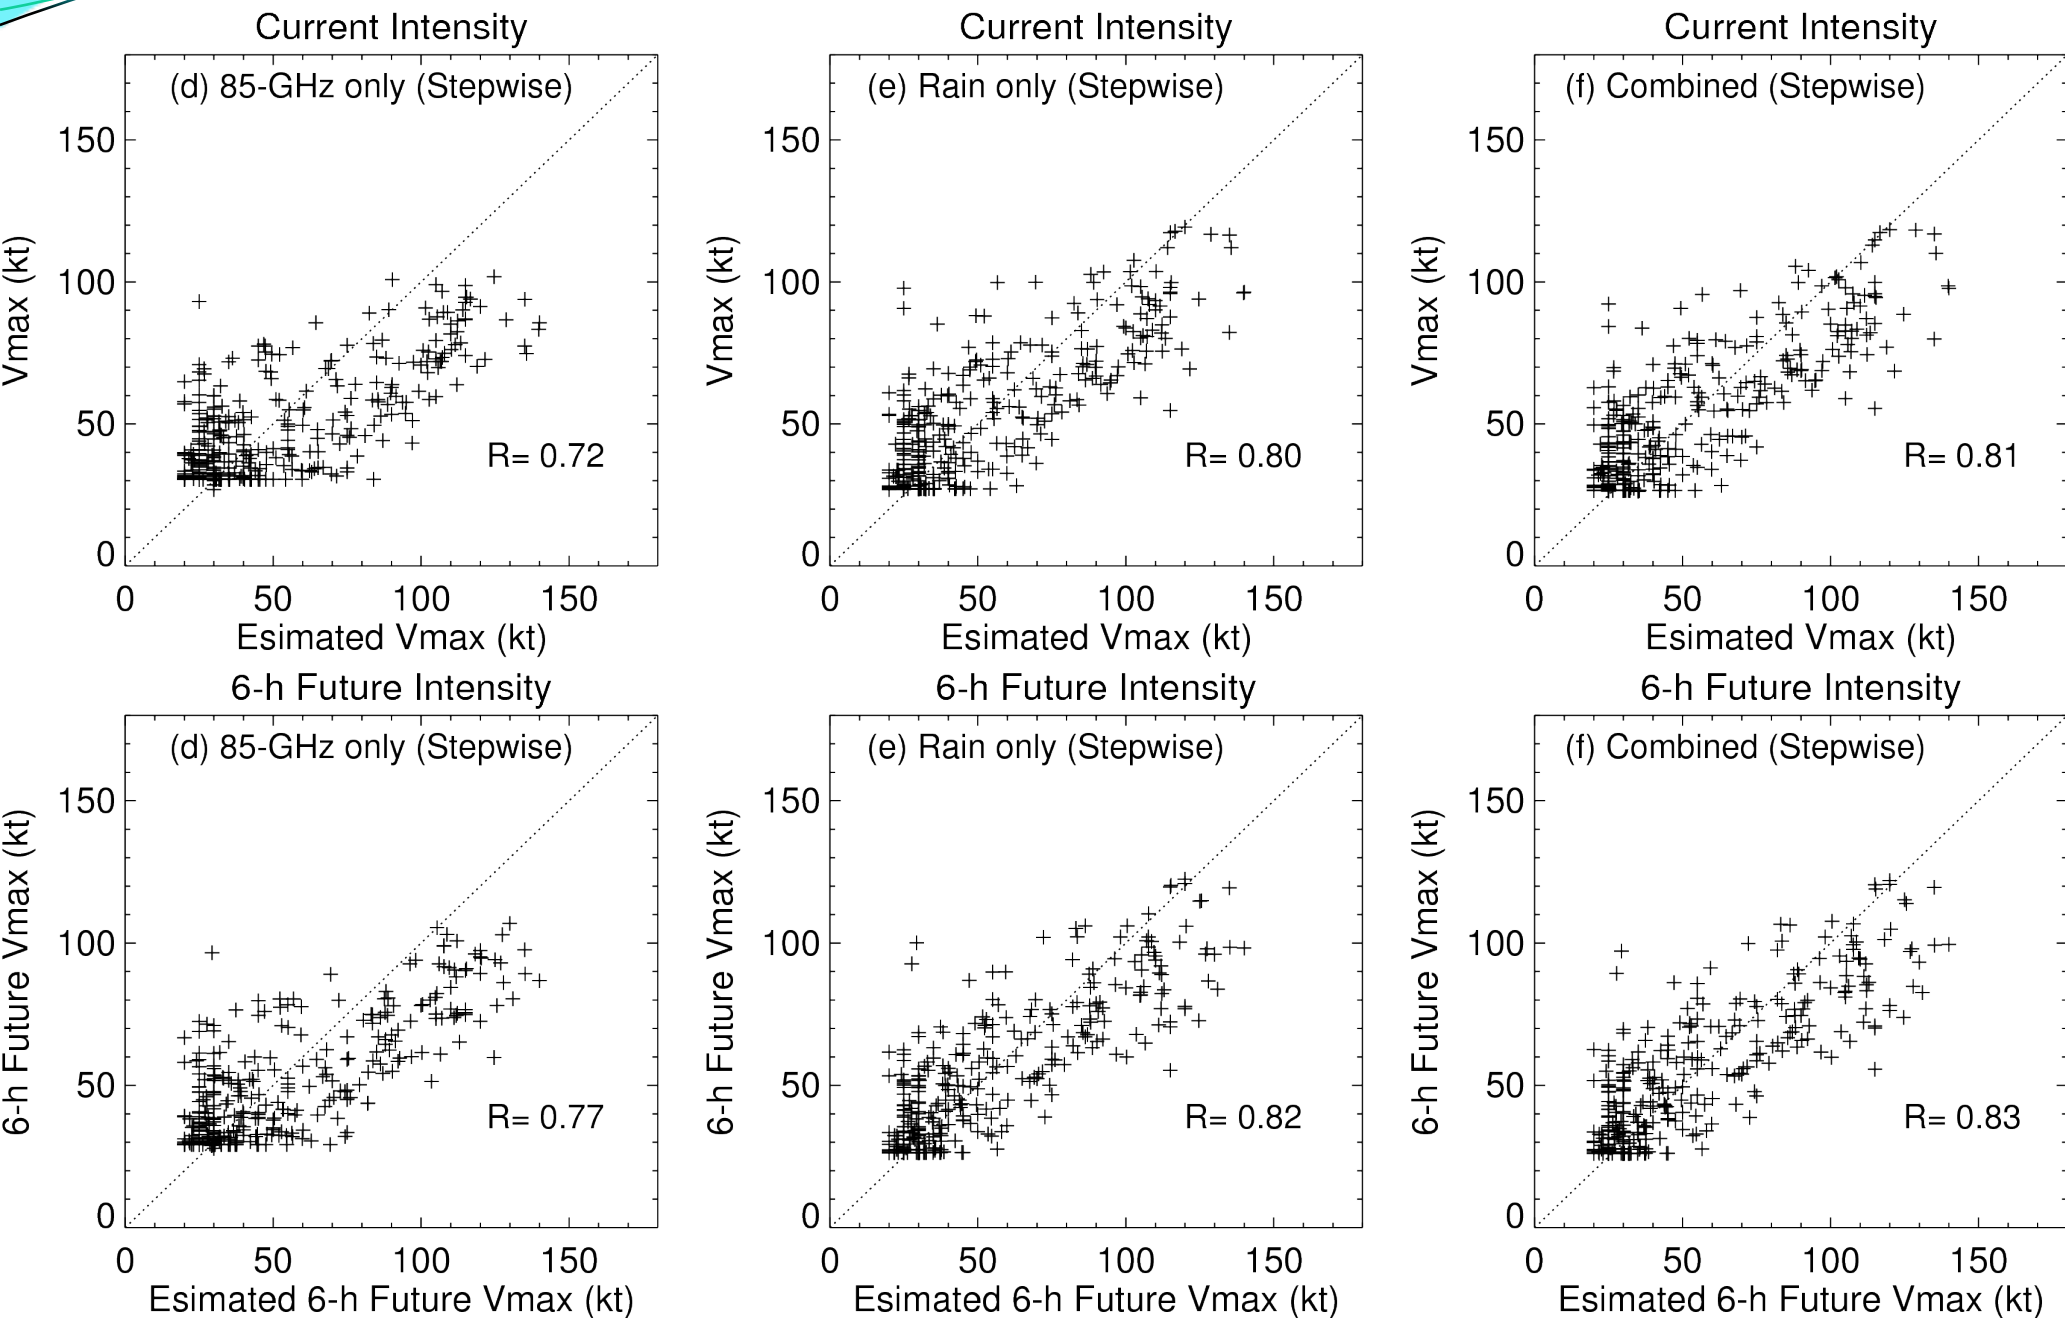 Current Intensity
(d) 85-GHz only (Stepwise)
150
100
50
0
Vmax (kt)
R= 0.72
0 50 100 150
Esimated Vmax (kt)
Current Intensity
(e) Rain only (Stepwise)
150
100
50
0
Vmax (kt)
R= 0.80
0 50 100 150
Esimated Vmax (kt)
Current Intensity
(f) Combined (Stepwise)
150
100
50
0
Vmax (kt)
R= 0.81
0 50 100 150
Esimated Vmax (kt)
6-h Future Intensity
(d) 85-GHz only (Stepwise)
150
100
50
0
6-h Future Vmax (kt)
R= 0.77
0 50 100 150
Esimated 6-h Future Vmax (kt)
6-h Future Intensity
(e) Rain only (Stepwise)
150
100
50
0
6-h Future Vmax (kt)
R= 0.82
0 50 100 150
Esimated 6-h Future Vmax (kt)
6-h Future Intensity
(f) Combined (Stepwise)
150
100
50
0
6-h Future Vmax (kt)
R= 0.83
0 50 100 150
Esimated 6-h Future Vmax (kt)